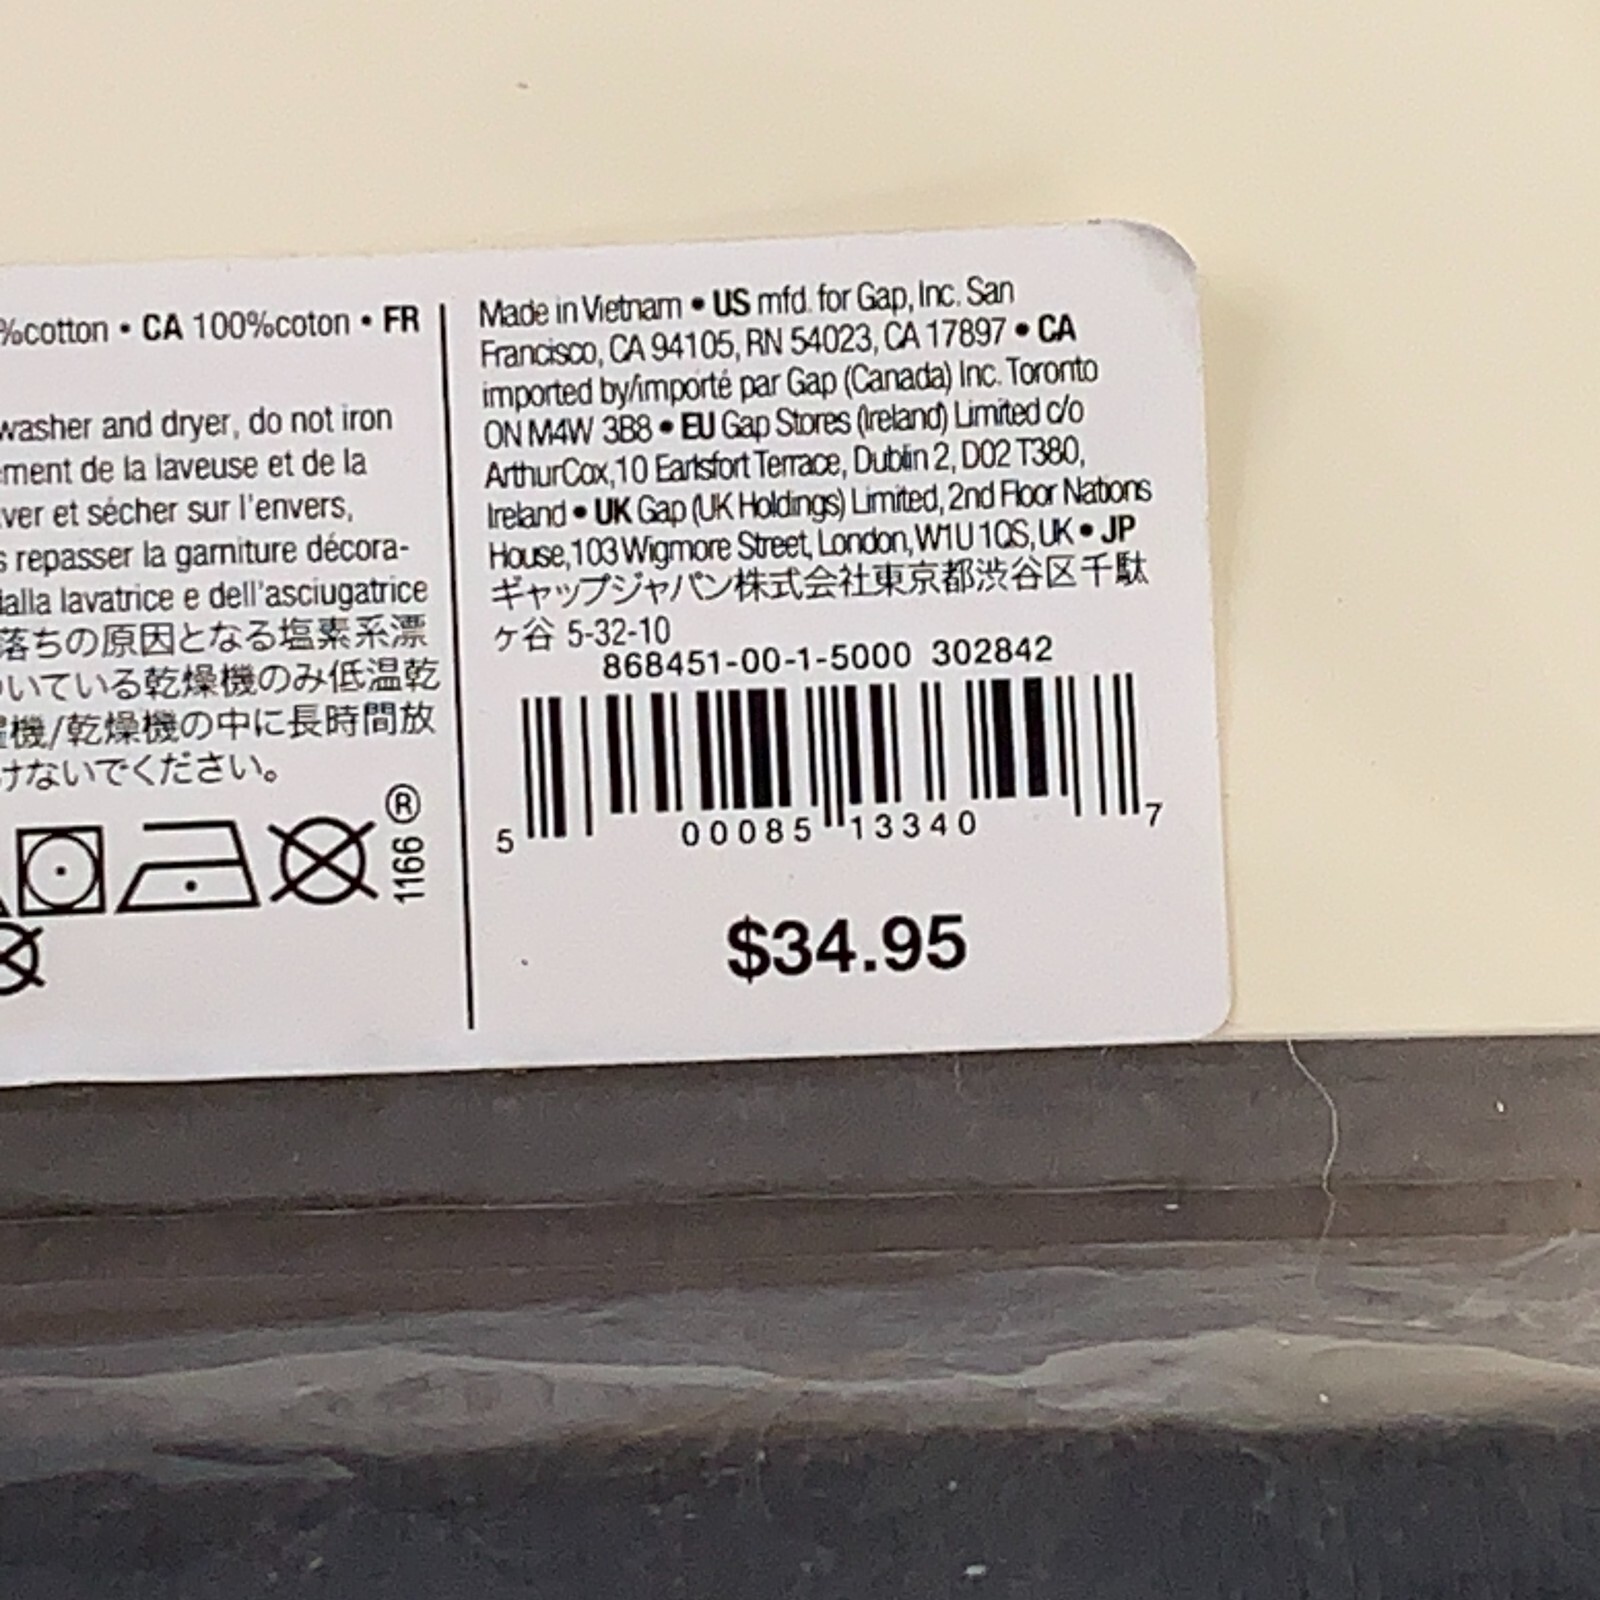 %cotton • CA 100%coton • FR
washer and dryer, do not iron
ment de la laveuse et de la
ver et sécher sur l'envers,
s repasser la garniture décora-
dalla lavatrice e dell'asciugatrice
落ちの原因となる塩素系漂
いている乾燥機のみ低温乾
機/乾燥機の中に長時間放
けないでください。
®
1166
Made in Vietnam • US mfd. for Gap, Inc. San
Francisco, CA 94105, RN 54023, CA 17897 • CA
imported by/importé par Gap (Canada) Inc. Toronto
ON M4W 3B8 • EU Gap Stores (Ireland) Limited c/o
ArthurCox,10 Earlsfort Terrace, Dublin 2, D02 T380,
Ireland • UK Gap (UK Holdings) Limited, 2nd Floor Nations
House,103 Wigmore Street, London, W1U 1QS, UK • JP
ギャップジャパン株式会社東京都渋谷区千駄
ヶ谷 5-32-10
868451-00-1-5000 302842
5 00085 13340 7
$34.95